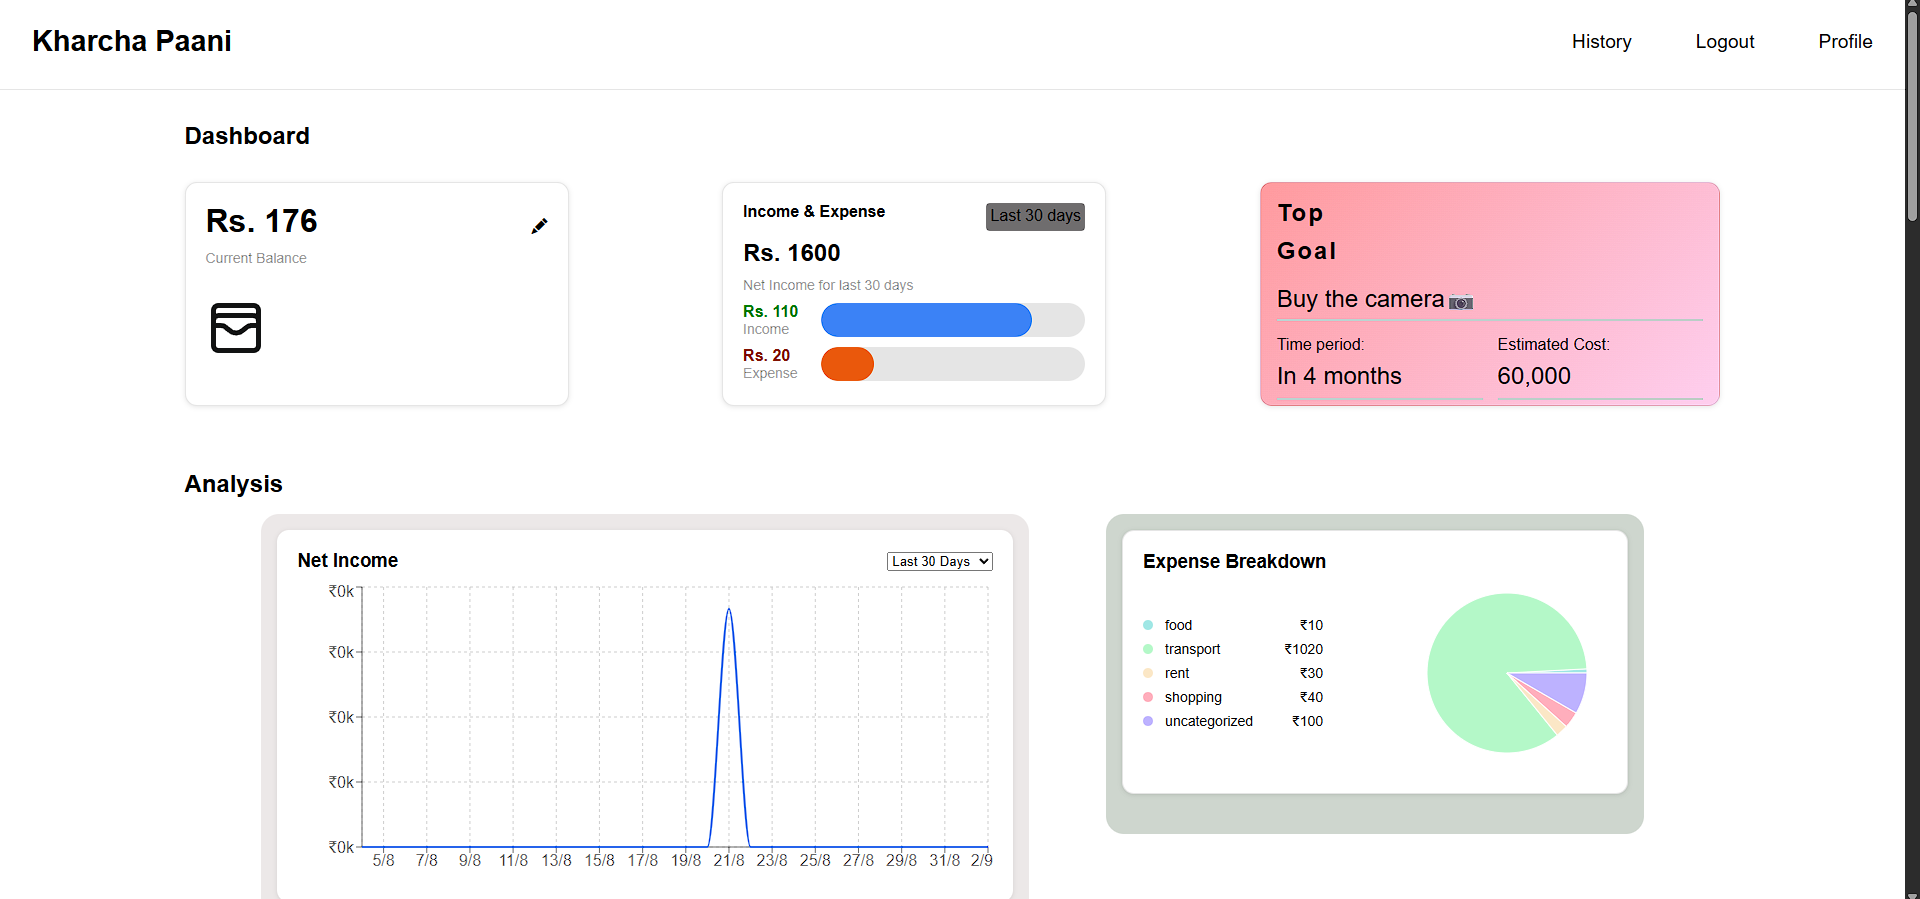 Kharcha Paani
History Logout Profile
Dashboard
Rs. 176
Current Balance
Income & Expense
Last 30 days
Rs. 1600
Net Income for last 30 days
Rs. 110
Income
Rs. 20
Expense
Top
Goal
Buy the camera📷
Time period:
In 4 months
Estimated Cost:
60,000
Analysis
Net Income
Last 30 Days
₹0k
₹0k
₹0k
₹0k
₹0k
5/8 7/8 9/8 11/8 13/8 15/8 17/8 19/8 21/8 23/8 25/8 27/8 29/8 31/8 2/9
Expense Breakdown
food ₹10
transport ₹1020
rent ₹30
shopping ₹40
uncategorized ₹100